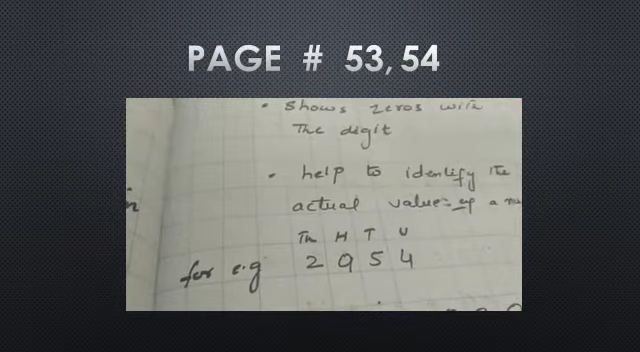 PAGE # 53, 54
• Shows zeros with
The digit
• help to identify the
actual value of a
Th H T U
for e.g 2 9 5 4